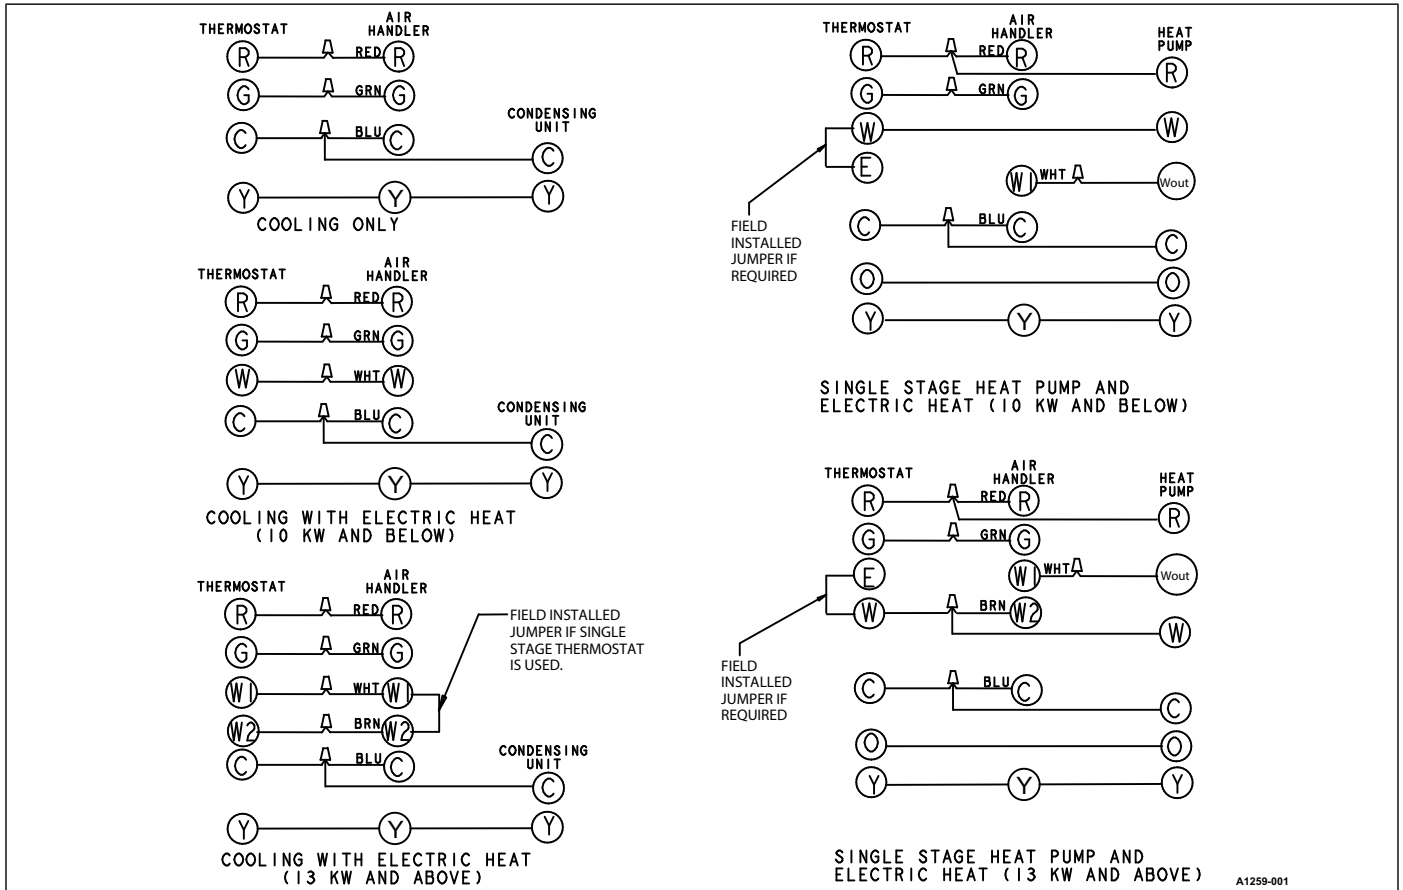 THERMOSTAT
AIR
HANDLER
R
RED
R
G
GRN
G
CONDENSING
UNIT
C
BLU
C
C
Y
Y
Y
COOLING ONLY
THERMOSTAT
AIR
HANDLER
R
RED
R
G
GRN
G
W
WHT
W
CONDENSING
UNIT
C
BLU
C
C
Y
Y
Y
COOLING WITH ELECTRIC HEAT
(10 KW AND BELOW)
THERMOSTAT
AIR
HANDLER
R
RED
R
FIELD INSTALLED
JUMPER IF SINGLE
STAGE THERMOSTAT
IS USED.
G
GRN
G
W1
WHT
W1
W2
BRN
W2
CONDENSING
UNIT
C
BLU
C
C
Y
Y
Y
COOLING WITH ELECTRIC HEAT
(13 KW AND ABOVE)
THERMOSTAT
AIR
HANDLER
HEAT
PUMP
R
RED
R
R
G
GRN
G
W
W
E
W1
WHT
Wout
FIELD
INSTALLED
JUMPER IF
REQUIRED
C
BLU
C
C
O
O
Y
Y
Y
SINGLE STAGE HEAT PUMP AND
ELECTRIC HEAT (10 KW AND BELOW)
THERMOSTAT
AIR
HANDLER
HEAT
PUMP
R
RED
R
R
G
GRN
G
E
W1
WHT
Wout
W
BRN
W2
W
FIELD
INSTALLED
JUMPER IF
REQUIRED
C
BLU
C
C
O
O
Y
Y
Y
SINGLE STAGE HEAT PUMP AND
ELECTRIC HEAT (13 KW AND ABOVE)
A1259-001